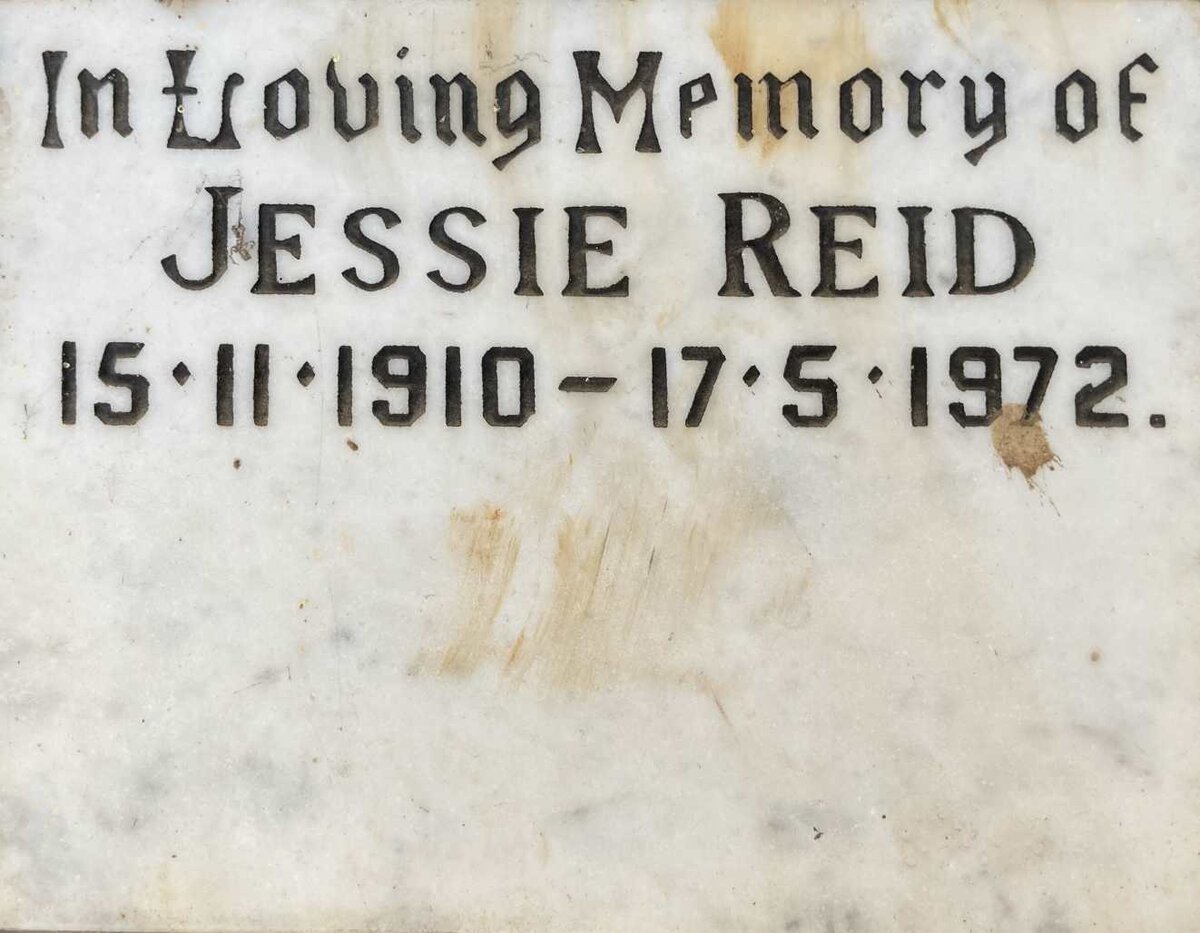 In Loving Memory of
JESSIE REID
15·11·1910–17·5·1972.